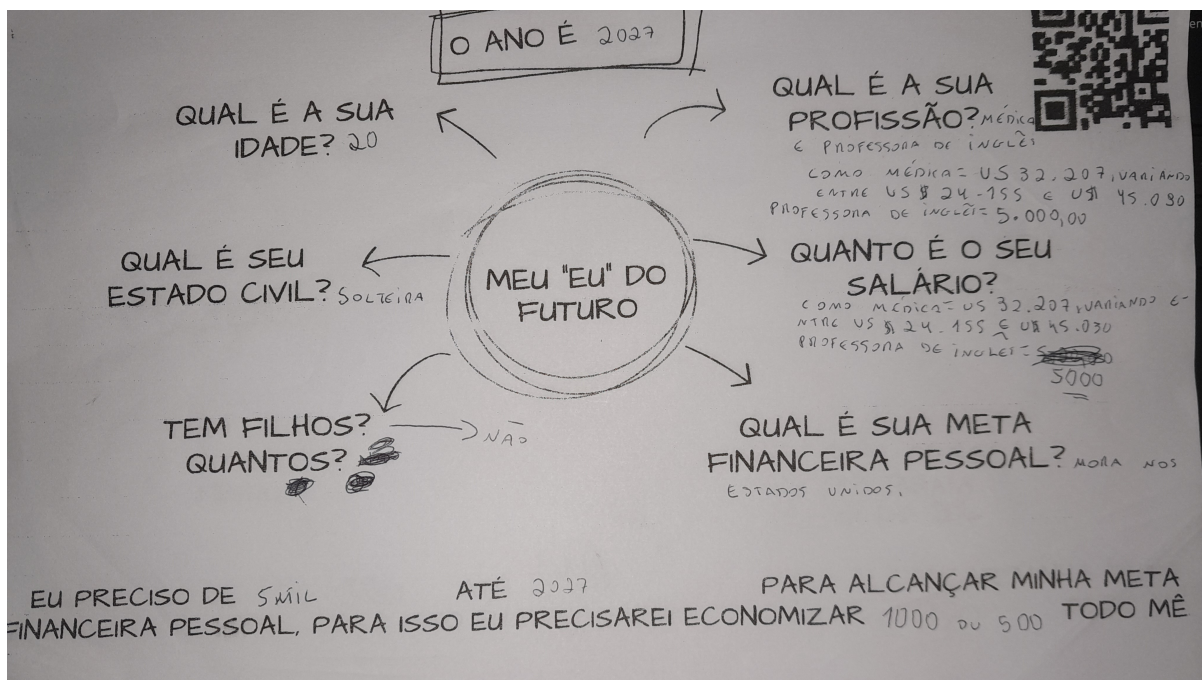 O ANO É 2027
QUAL É A SUA
IDADE? 20
QUAL É A SUA
PROFISSÃO? MÉDICA
E PROFESSORA DE INGLÊS
COMO MÉDICA = US 32.207, VARIANDO
ENTRE US $ 24.155 E US$ 45.030
PROFESSORA DE INGLÊS = 5.000,00
QUAL É SEU
ESTADO CIVIL? SOLTEIRA
MEU "EU" DO
FUTURO
QUANTO É O SEU
SALÁRIO?
COMO MÉDICA = US 32.207, VARIANDO E-
NTRE US $ 24.155 E US 45.030
PROFESSORA DE INGLES =
5000
TEM FILHOS?
QUANTOS?
NÃO
QUAL É SUA META
FINANCEIRA PESSOAL? MORA NOS
ESTADOS UNIDOS.
EU PRECISO DE 5 MIL ATÉ 2027 PARA ALCANÇAR MINHA META
FINANCEIRA PESSOAL, PARA ISSO EU PRECISAREI ECONOMIZAR 1000 OU 500 TODO MÊ